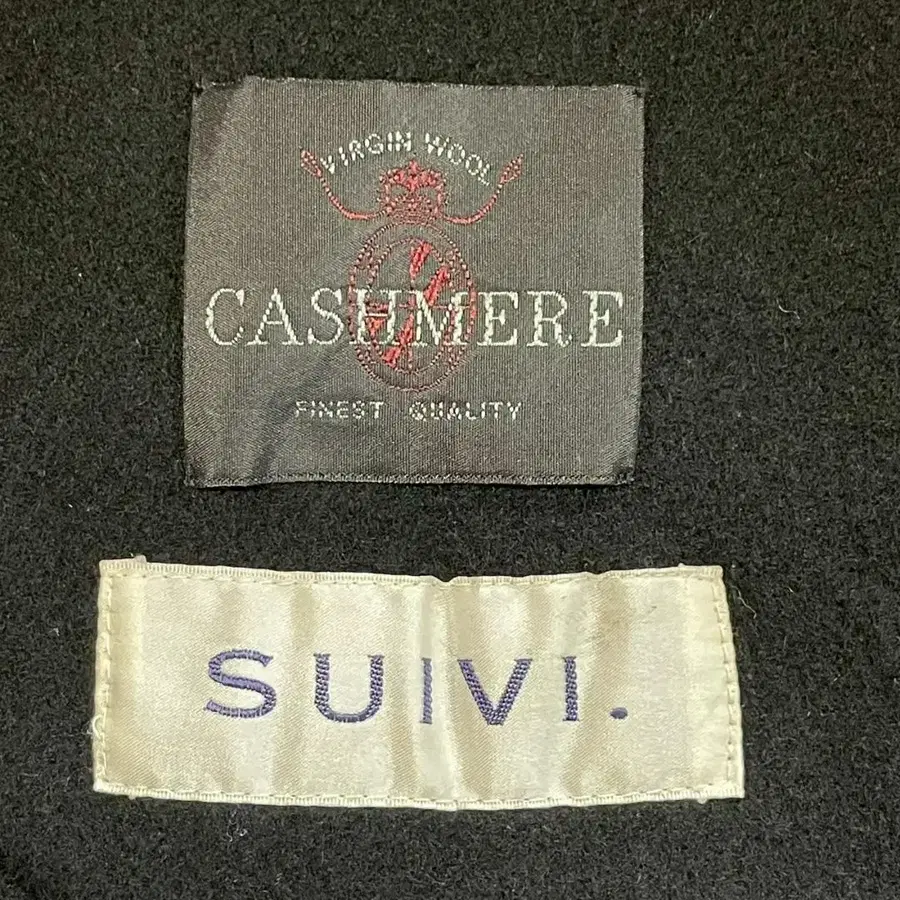 VIRGIN WOOL
CASHMERE
FINEST QUALITY
SUIVI.